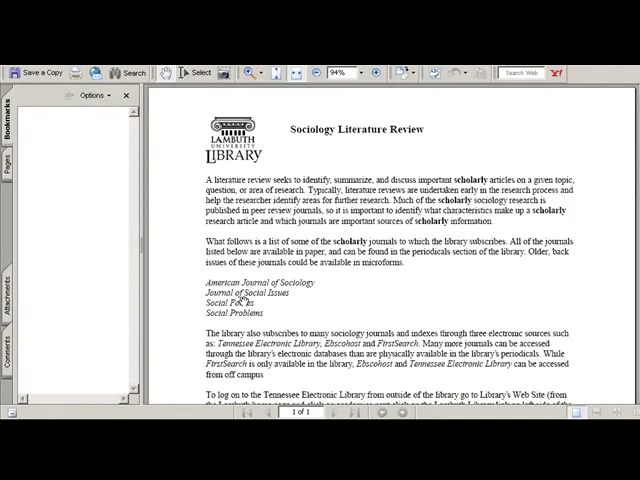 Save a Copy Search Select 94% Search Web Y!
Options
Bookmarks
Pages
Attachments
Comments
LAMBUTH
UNIVERSITY
LIBRARY
Sociology Literature Review
A literature review seeks to identify, summarize, and discuss important scholarly articles on a given topic,
question, or area of research. Typically, literature reviews are undertaken early in the research process and
help the researcher identify areas for further research. Much of the scholarly sociology research is
published in peer review journals, so it is important to identify what characteristics make up a scholarly
research article and which journals are important sources of scholarly information.
What follows is a list of some of the scholarly journals to which the library subscribes. All of the journals
listed below are available in paper, and can be found in the periodicals section of the library. Older, back
issues of these journals could be available in microforms.
American Journal of Sociology
Journal of Social Issues
Social Forces
Social Problems
The library also subscribes to many sociology journals and indexes through three electronic sources such
as: Tennessee Electronic Library, Ebscohost and FirstSearch. Many more journals can be accessed
through the library's electronic databases than are physically available in the library's periodicals. While
FirstSearch is only available in the library, Ebscohost and Tennessee Electronic Library can be accessed
from off campus
To log on to the Tennessee Electronic Library from outside of the library go to Library's Web Site (from
1 of 1